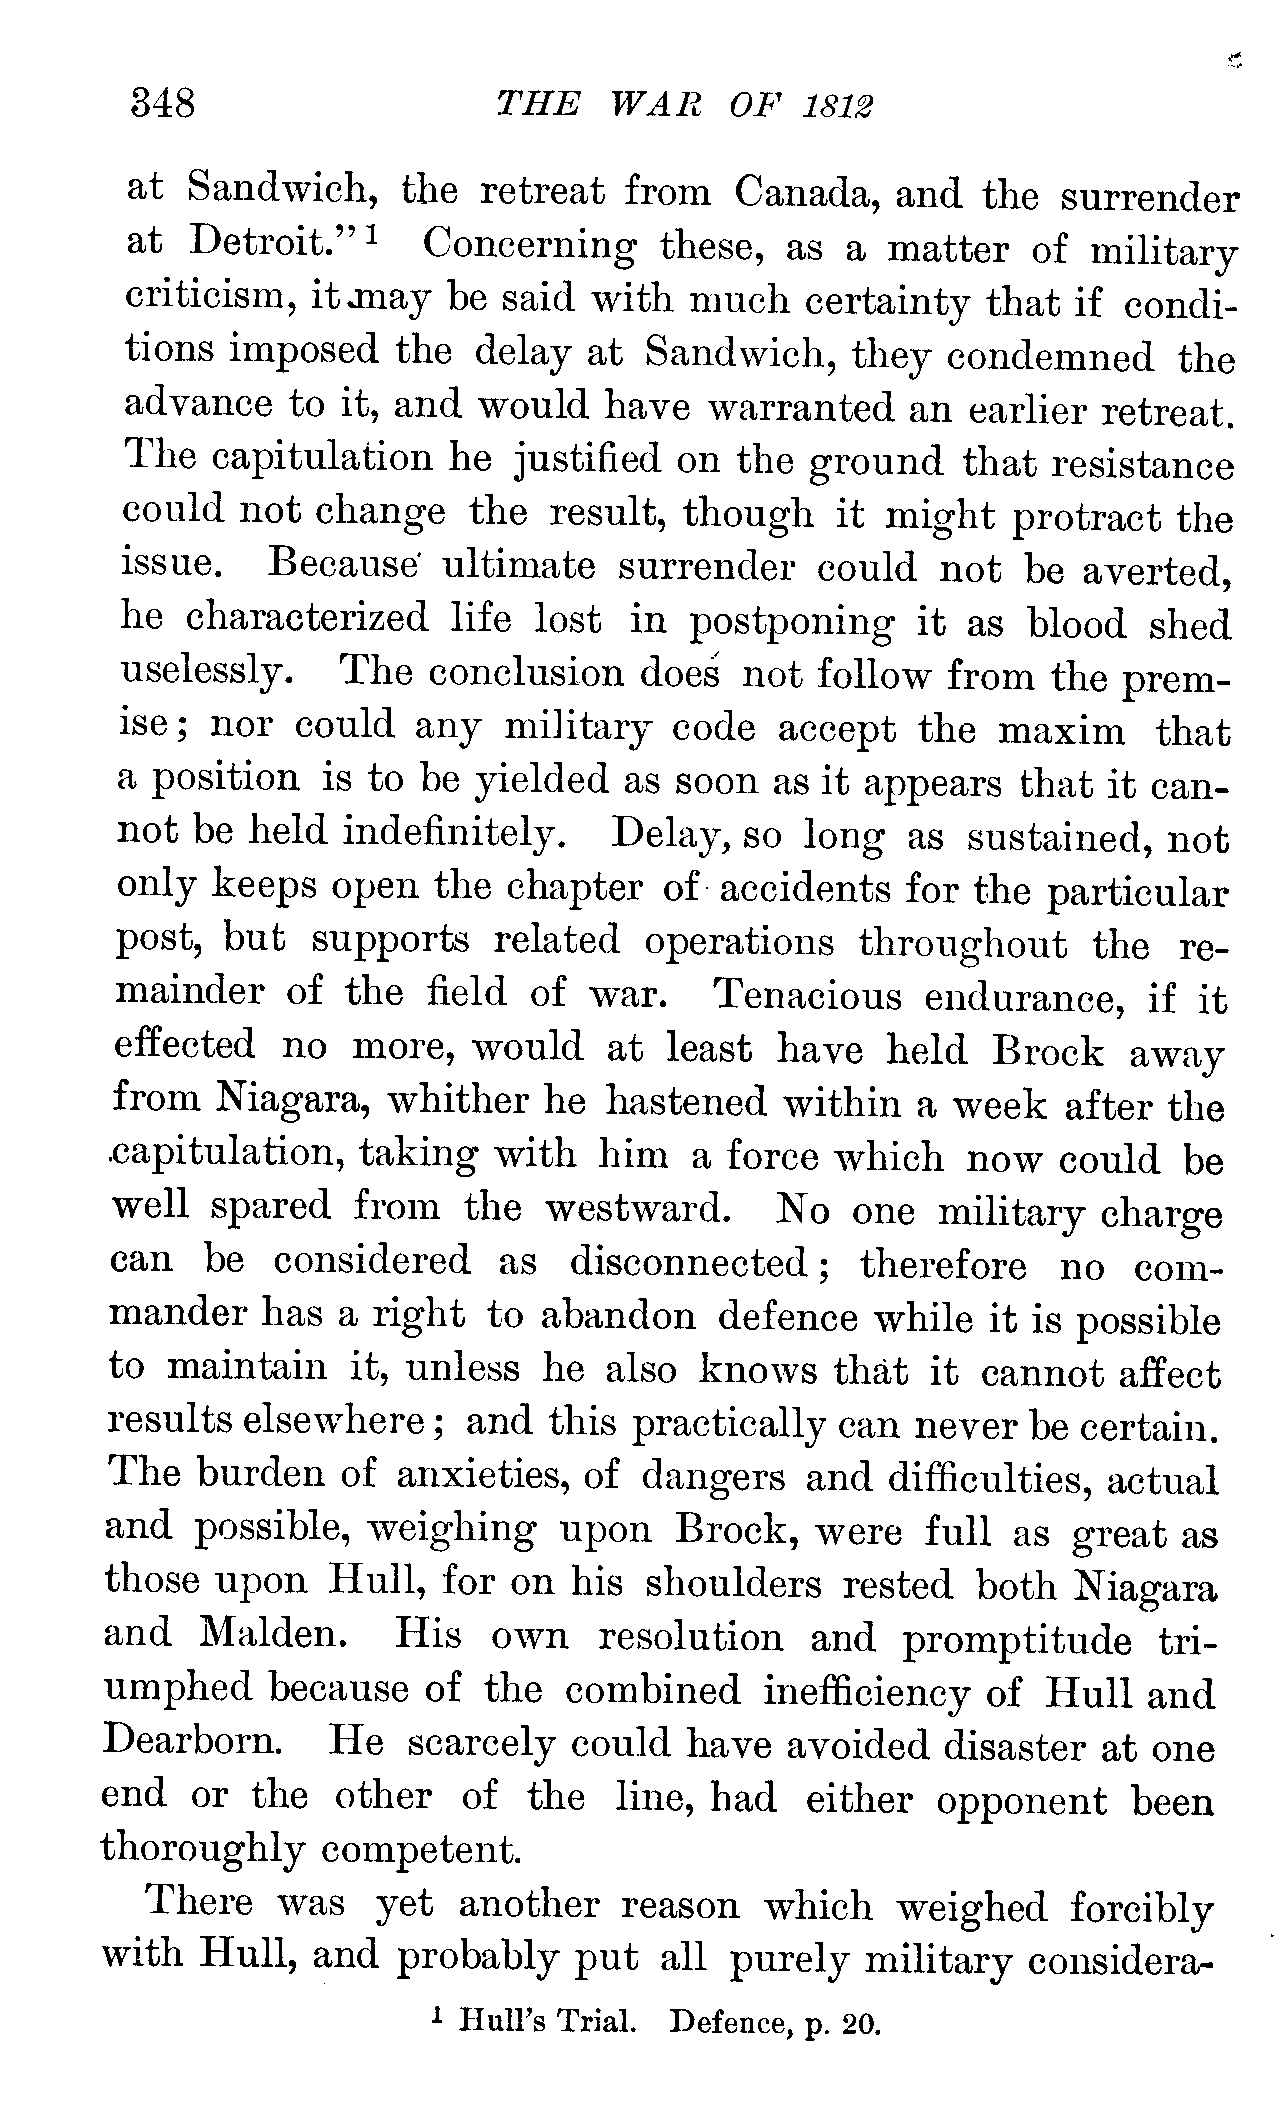 348 THE WAR OF 1812
at Sandwich, the retreat from Canada, and the surrender
at Detroit." 1 Concerning these, as a matter of military
criticism, it may be said with much certainty that if condi-
tions imposed the delay at Sandwich, they condemned the
advance to it, and would have warranted an earlier retreat.
The capitulation he justified on the ground that resistance
could not change the result, though it might protract the
issue. Because ultimate surrender could not be averted,
he characterized life lost in postponing it as blood shed
uselessly. The conclusion does not follow from the prem-
ise; nor could any military code accept the maxim that
a position is to be yielded as soon as it appears that it can-
not be held indefinitely. Delay, so long as sustained, not
only keeps open the chapter of accidents for the particular
post, but supports related operations throughout the re-
mainder of the field of war. Tenacious endurance, if it
effected no more, would at least have held Brock away
from Niagara, whither he hastened within a week after the
capitulation, taking with him a force which now could be
well spared from the westward. No one military charge
can be considered as disconnected; therefore no com-
mander has a right to abandon defence while it is possible
to maintain it, unless he also knows that it cannot affect
results elsewhere; and this practically can never be certain.
The burden of anxieties, of dangers and difficulties, actual
and possible, weighing upon Brock, were full as great as
those upon Hull, for on his shoulders rested both Niagara
and Malden. His own resolution and promptitude tri-
umphed because of the combined inefficiency of Hull and
Dearborn. He scarcely could have avoided disaster at one
end or the other of the line, had either opponent been
thoroughly competent.
There was yet another reason which weighed forcibly
with Hull, and probably put all purely military considera-
1 Hull's Trial. Defence, p. 20.